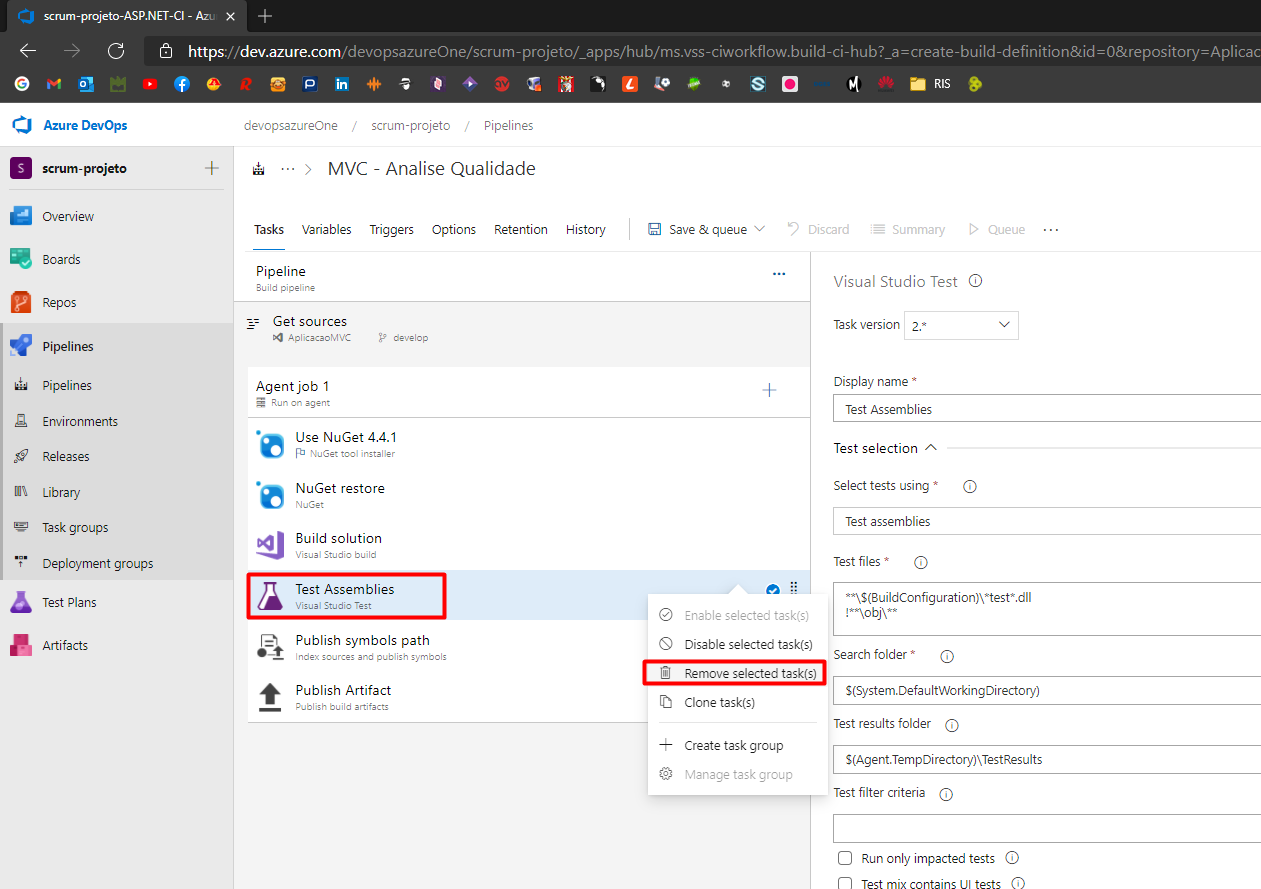 scrum-projeto-ASP.NET-CI - Azu
https://dev.azure.com/devopsazureOne/scrum-projeto/_apps/hub/ms.vss-ciworkflow.build-ci-hub?_a=create-build-definition&id=0&repository=Aplicac
RIS
Azure DevOps
devopsazureOne / scrum-projeto / Pipelines
S scrum-projeto
... > MVC - Analise Qualidade
Overview
Boards
Repos
Pipelines
Pipelines
Environments
Releases
Library
Task groups
Deployment groups
Test Plans
Artifacts
Tasks Variables Triggers Options Retention History Save & queue Discard Summary Queue ...
Pipeline ...
Build pipeline
Get sources
AplicacaoMVC develop
Agent job 1
Run on agent
Use NuGet 4.4.1
NuGet tool installer
NuGet restore
NuGet
Build solution
Visual Studio build
Test Assemblies
Visual Studio Test
Publish symbols path
Index sources and publish symbols
Publish Artifact
Publish build artifacts
Enable selected task(s)
Disable selected task(s)
Remove selected task(s)
Clone task(s)
Create task group
Manage task group
Visual Studio Test
Task version 2.*
Display name *
Test Assemblies
Test selection
Select tests using *
Test assemblies
Test files *
**\$(BuildConfiguration)\*test*.dll
!**\obj\**
Search folder *
$(System.DefaultWorkingDirectory)
Test results folder
$(Agent.TempDirectory)\TestResults
Test filter criteria
Run only impacted tests
Test mix contains UI tests